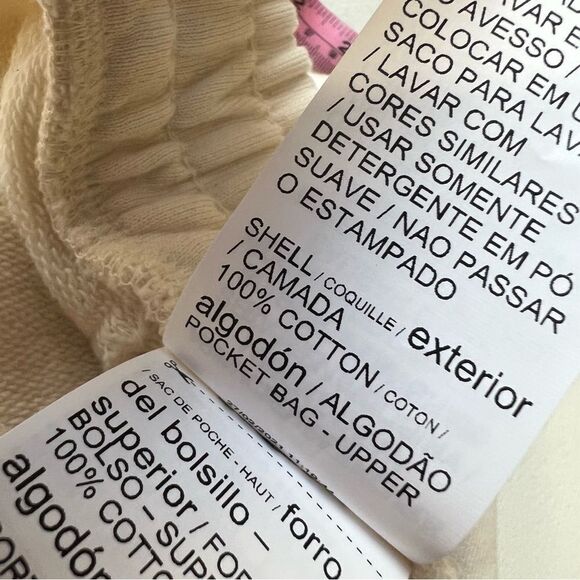 AVESSO /
COLOCAR EM
SACO PARA LAV
/ LAVAR COM
CORES SIMILARES
/ USAR SOMENTE
DETERGENTE EM PÓ
SUAVE / NAO PASSAR
O ESTAMPADO
SHELL / COQUILLE / exterior
/ CAMADA
100% COTTON / COTON /
algodón / ALGODÃO
POCKET BAG - UPPER
/ SAC DE POCHE - HAUT / forro
del bolsillo –
superior / FOR
BOLSO – SUP
100% COTT
algodón